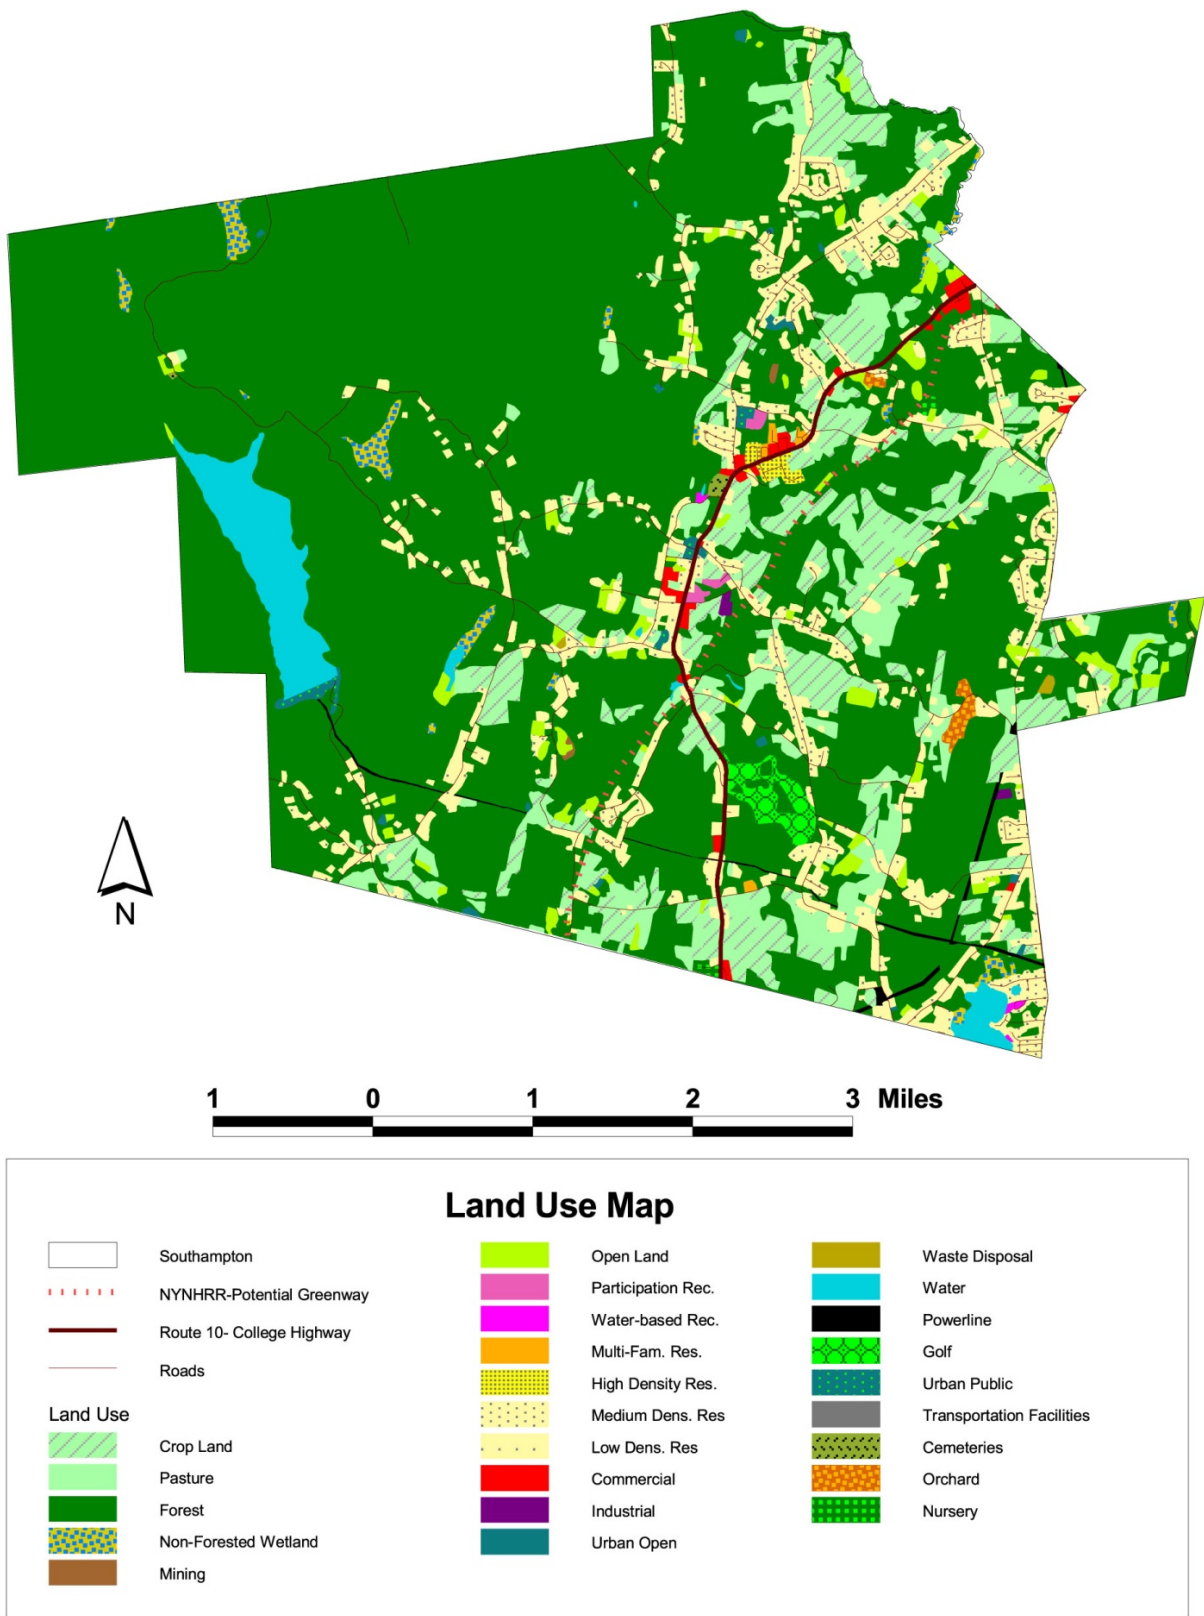 N
1 0 1 2 3 Miles
Land Use Map
Southampton
NYNHRR-Potential Greenway
Route 10- College Highway
Roads
Land Use
Crop Land
Pasture
Forest
Non-Forested Wetland
Mining
Open Land
Participation Rec.
Water-based Rec.
Multi-Fam. Res.
High Density Res.
Medium Dens. Res
Low Dens. Res
Commercial
Industrial
Urban Open
Waste Disposal
Water
Powerline
Golf
Urban Public
Transportation Facilities
Cemeteries
Orchard
Nursery